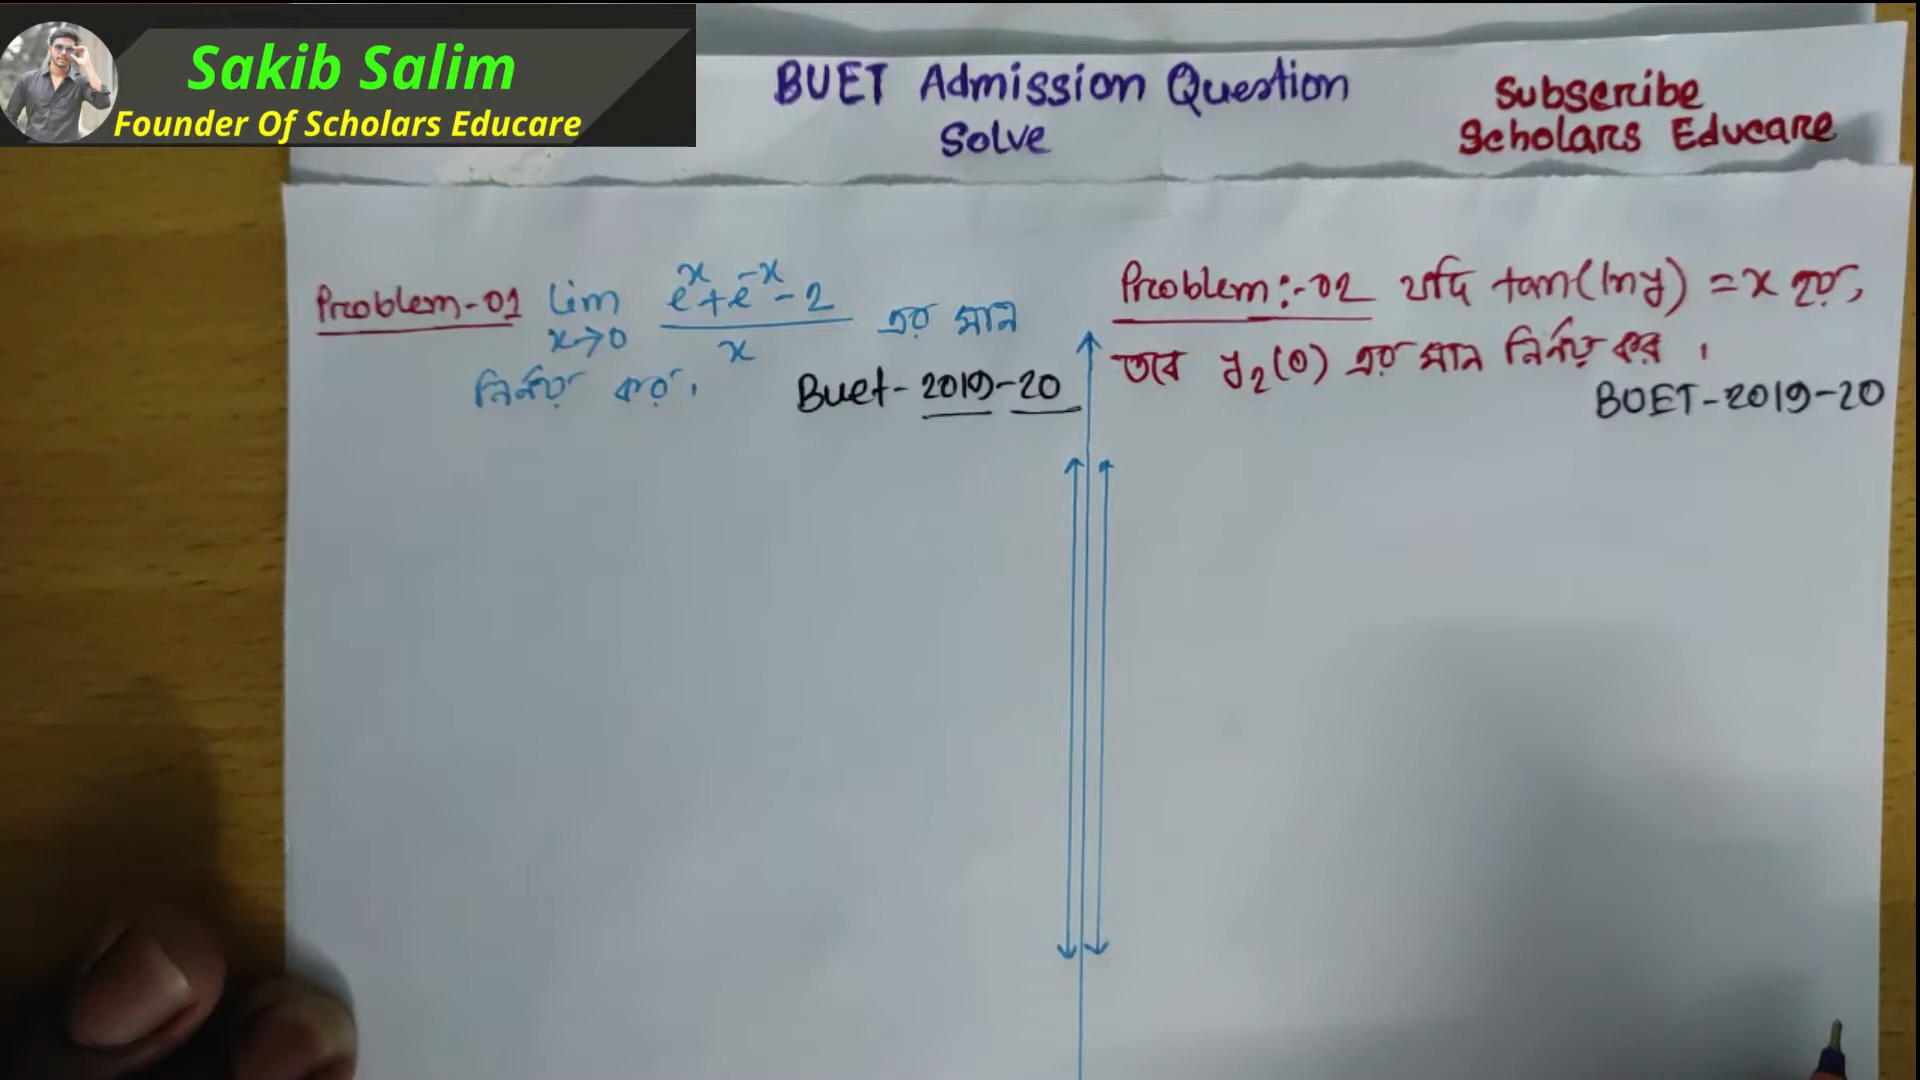 Sakib Salim
Founder Of Scholars Educare
BUET Admission Question
Solve
Subscribe
Scholars Educare
Problem-01 lim x→0 (eˣ+e⁻ˣ-2)/x এর মান
নির্ণয় কর।
Buet-2019-20
Problem:-02 যদি tan(lny) = x হয়,
তবে y₂(0) এর মান নির্ণয় কর।
BUET-2019-20